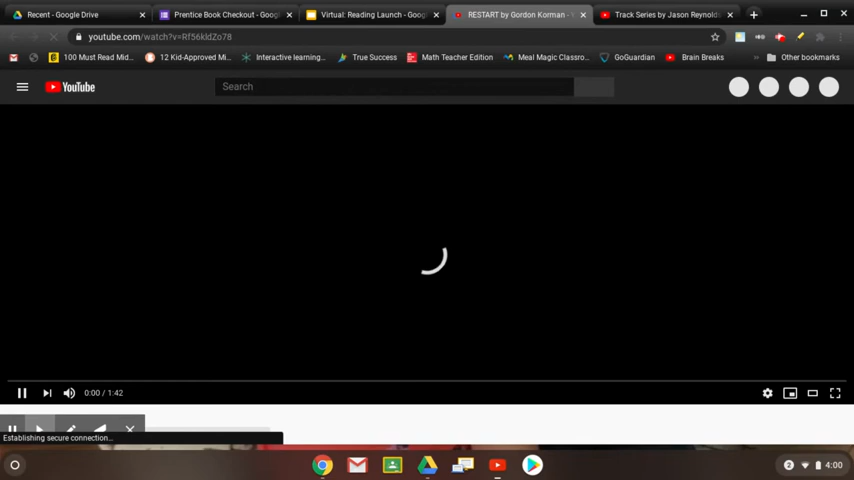 Recent - Google Drive
Prentice Book Checkout - Googl
Virtual: Reading Launch - Googl
RESTART by Gordon Korman - Y
Track Series by Jason Reynolds
youtube.com/watch?v=Rf56kldZo78
100 Must Read Mid...
12 Kid-Approved Mi...
Interactive learning...
True Success
Math Teacher Edition
Meal Magic Classro...
GoGuardian
Brain Breaks
»
Other bookmarks
YouTube
Search
0:00 / 1:42
Establishing secure connection...
2
4:00